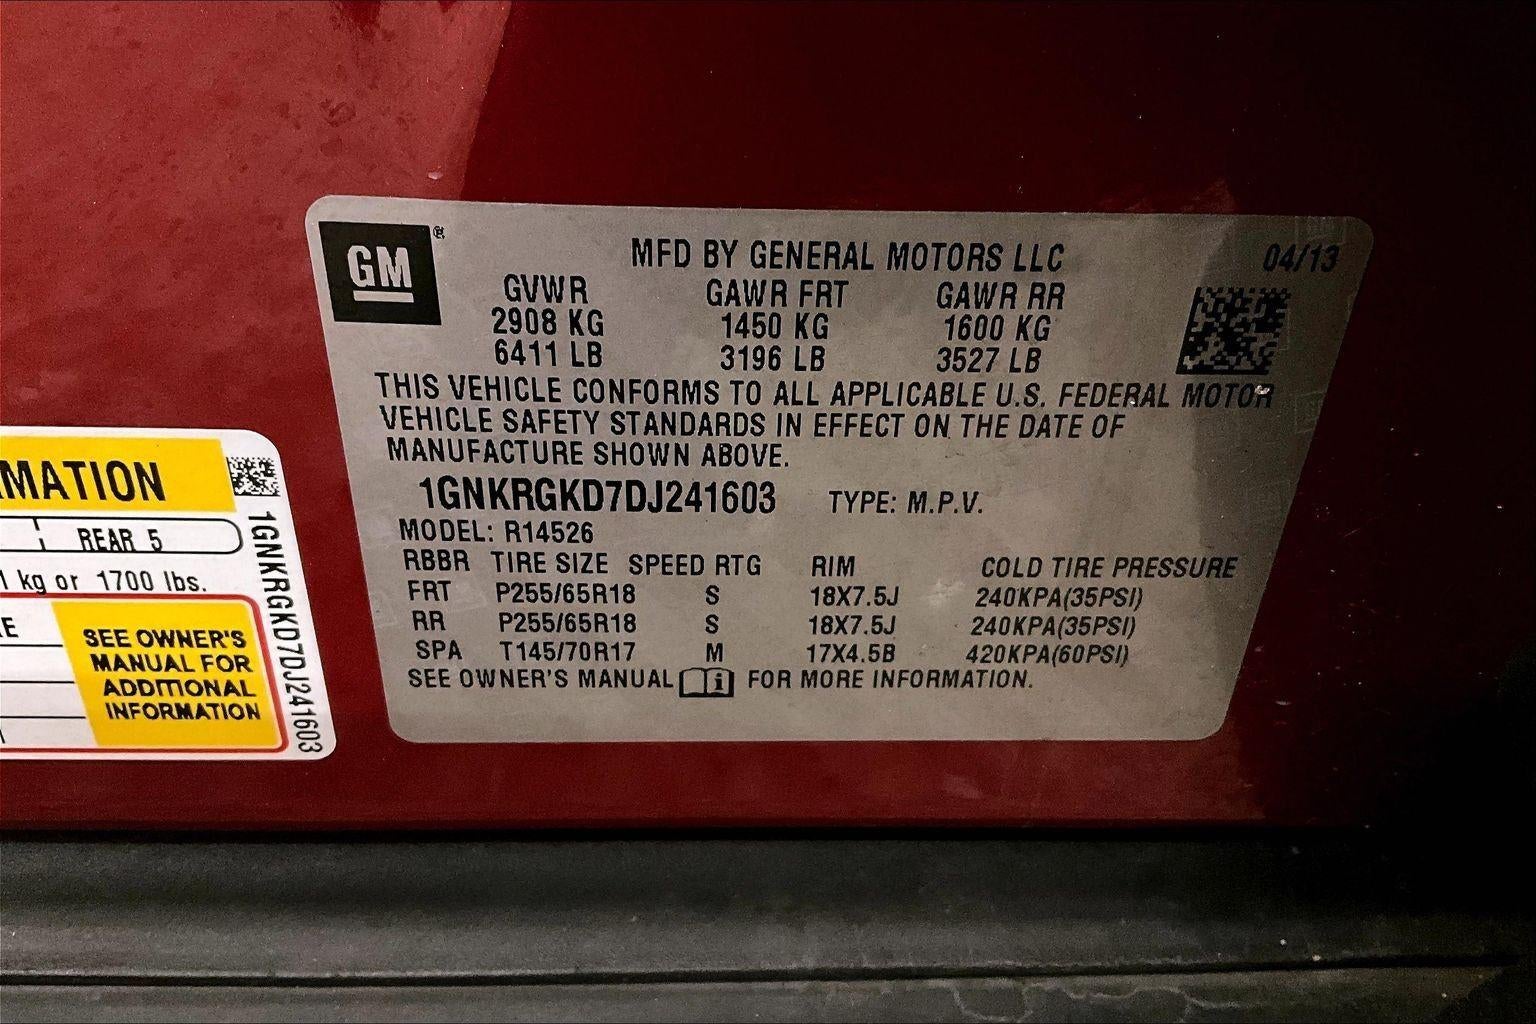 GM®
MFD BY GENERAL MOTORS LLC 04/13
GVWR GAWR FRT GAWR RR
2908 KG 1450 KG 1600 KG
6411 LB 3196 LB 3527 LB
THIS VEHICLE CONFORMS TO ALL APPLICABLE U.S. FEDERAL MOTOR
VEHICLE SAFETY STANDARDS IN EFFECT ON THE DATE OF
MANUFACTURE SHOWN ABOVE.
1GNKRGKD7DJ241603 TYPE: M.P.V.
MODEL: R14526
RBBR TIRE SIZE SPEED RTG RIM COLD TIRE PRESSURE
FRT P255/65R18 S 18X7.5J 240KPA(35PSI)
RR P255/65R18 S 18X7.5J 240KPA(35PSI)
SPA T145/70R17 M 17X4.5B 420KPA(60PSI)
SEE OWNER'S MANUAL i FOR MORE INFORMATION.
RMATION
REAR 5
1 kg or 1700 lbs.
SEE OWNER'S
MANUAL FOR
ADDITIONAL
INFORMATION
1GNKRGKD7DJ241603